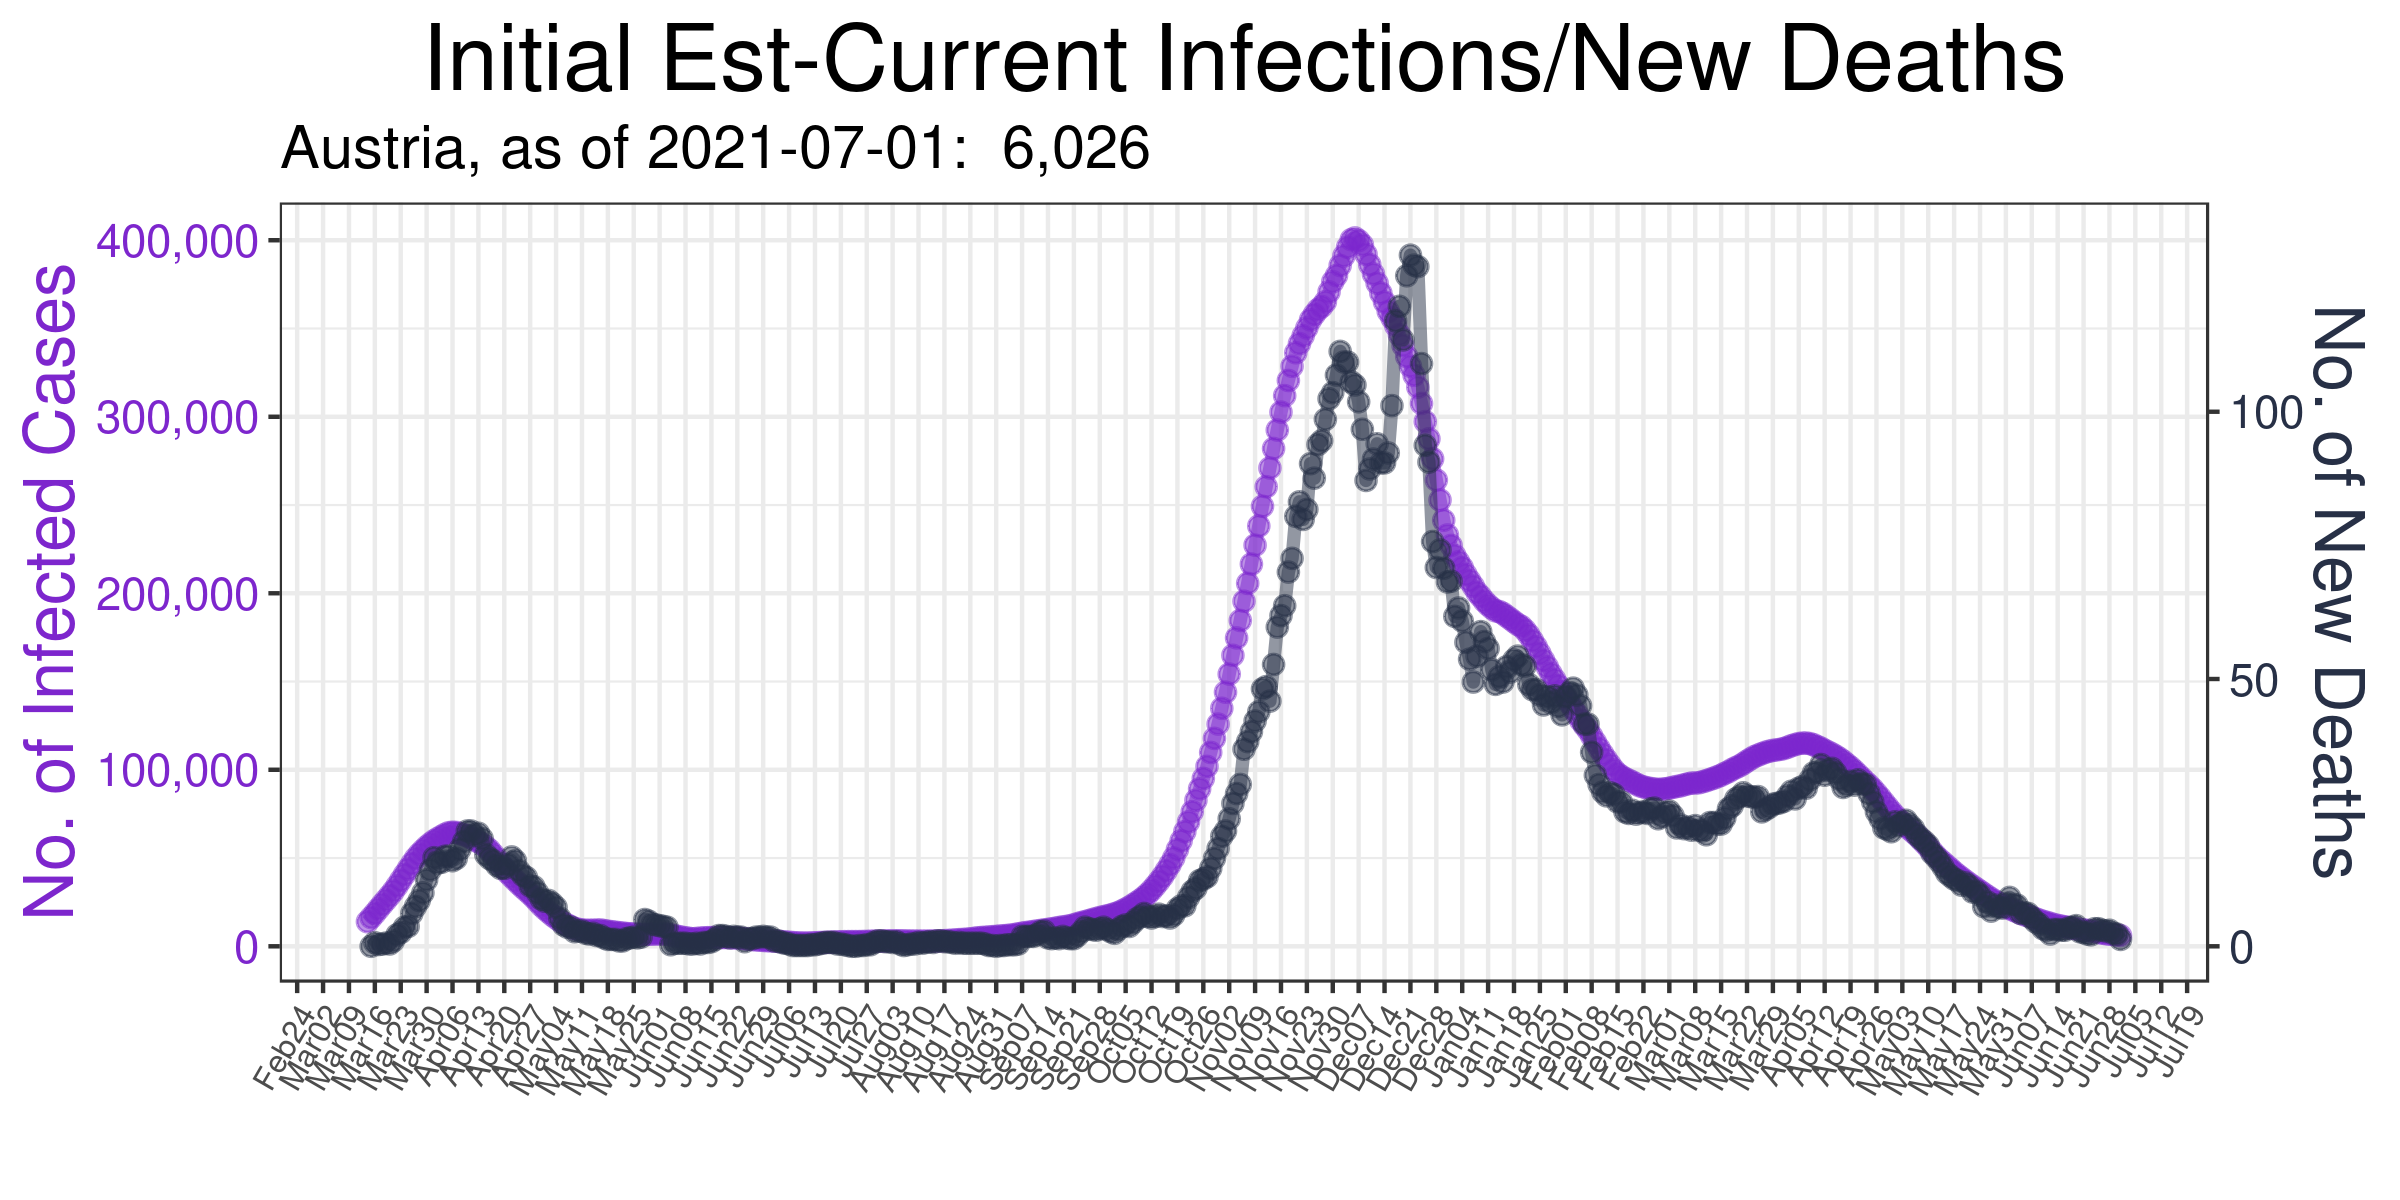 Initial Est-Current Infections/New Deaths
Austria, as of 2021-07-01:  6,026
No. of Infected Cases
400,000
300,000
200,000
100,000
0
100
50
0
No. of New Deaths
Feb24
Mar02
Mar09
Mar16
Mar23
Mar30
Apr06
Apr13
Apr20
Apr27
May04
May11
May18
May25
Jun01
Jun08
Jun15
Jun22
Jun29
Jul06
Jul13
Jul20
Jul27
Aug03
Aug10
Aug17
Aug24
Aug31
Sep07
Sep14
Sep21
Sep28
Oct05
Oct12
Oct19
Oct26
Nov02
Nov09
Nov16
Nov23
Nov30
Dec07
Dec14
Dec21
Dec28
Jan04
Jan11
Jan18
Jan25
Feb01
Feb08
Feb15
Feb22
Mar01
Mar08
Mar15
Mar22
Mar29
Apr05
Apr12
Apr19
Apr26
May03
May10
May17
May24
May31
Jun07
Jun14
Jun21
Jun28
Jul05
Jul12
Jul19